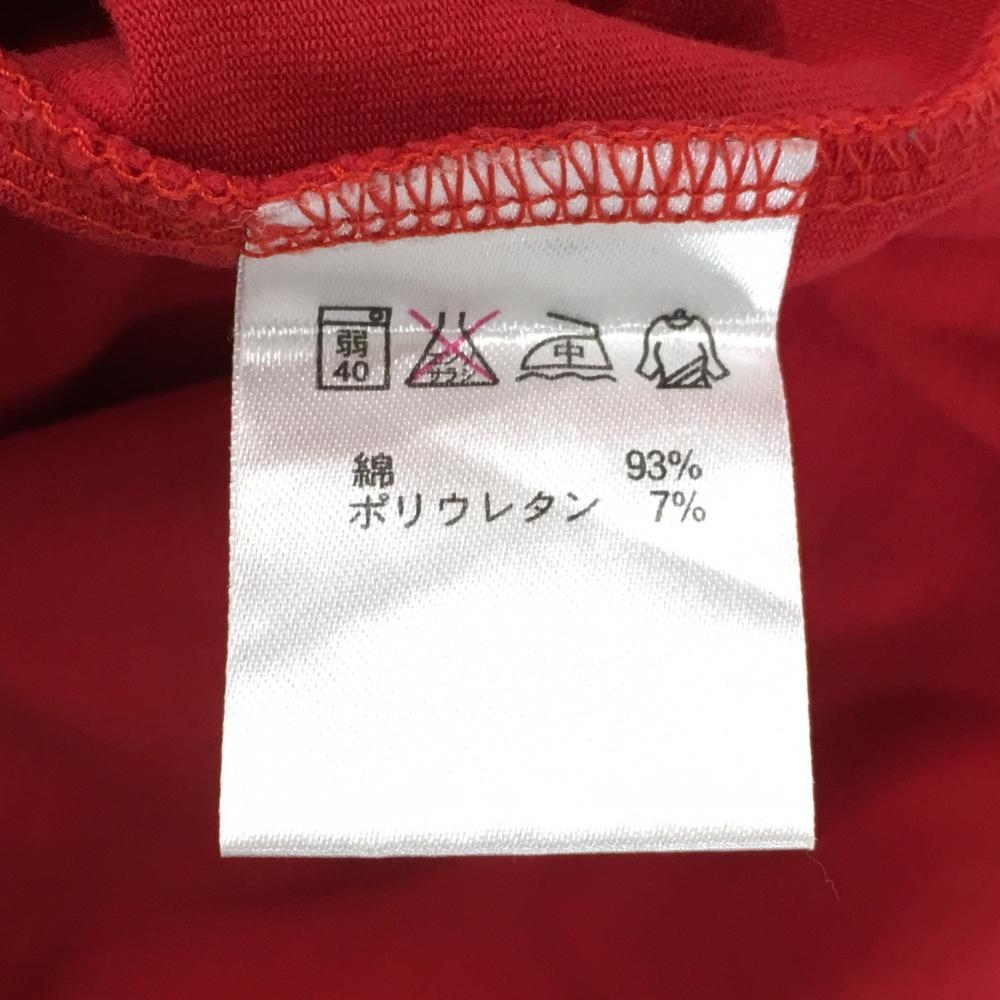 弱 エンソ サラシ 中
40
綿 93%
ポリウレタン 7%